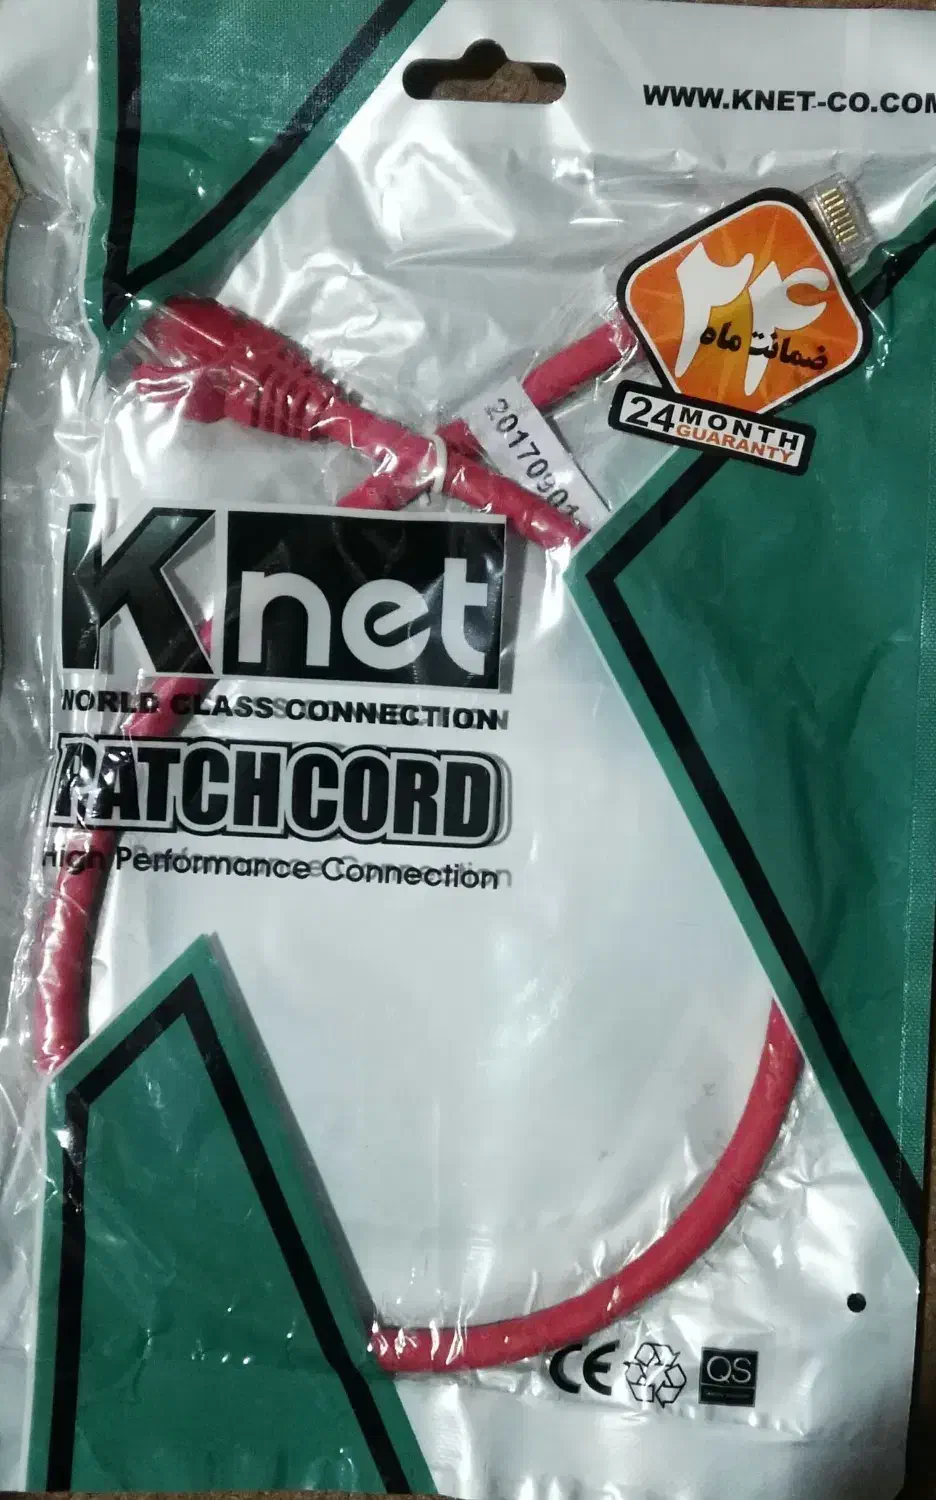 WWW.KNET-CO.COM
۲۴
ضمانت ماه
24 MONTH
GUARANTY
20170901
Knet
WORLD CLASS CONNECTION
PATCHCORD
High Performance Connection
CE
QS